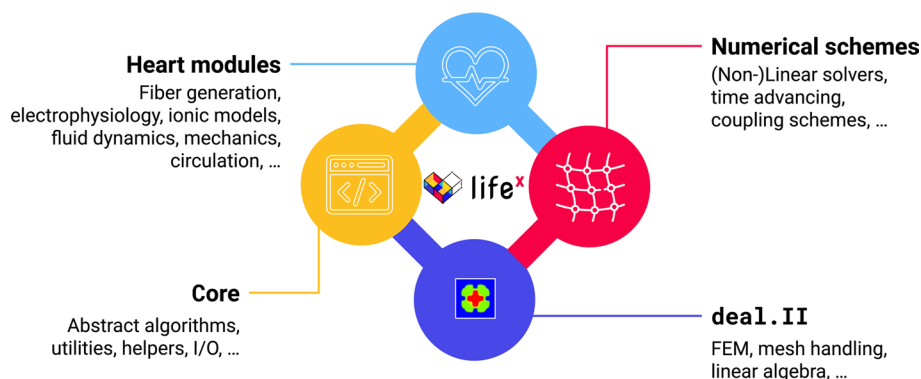 Heart modules
Fiber generation,
electrophysiology, ionic models,
fluid dynamics, mechanics,
circulation, ...
Numerical schemes
(Non-)Linear solvers,
time advancing,
coupling schemes, ...
</>
lifex
Core
Abstract algorithms,
utilities, helpers, I/O, ...
deal.II
FEM, mesh handling,
linear algebra, ...